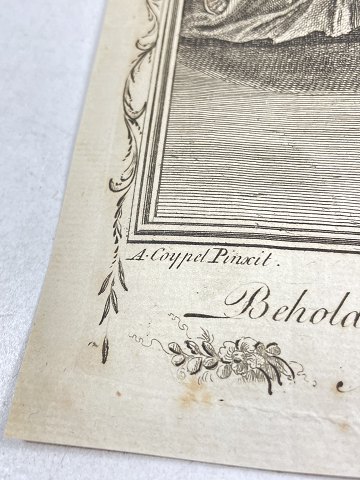 A. Coypel Pinxit.
Behold